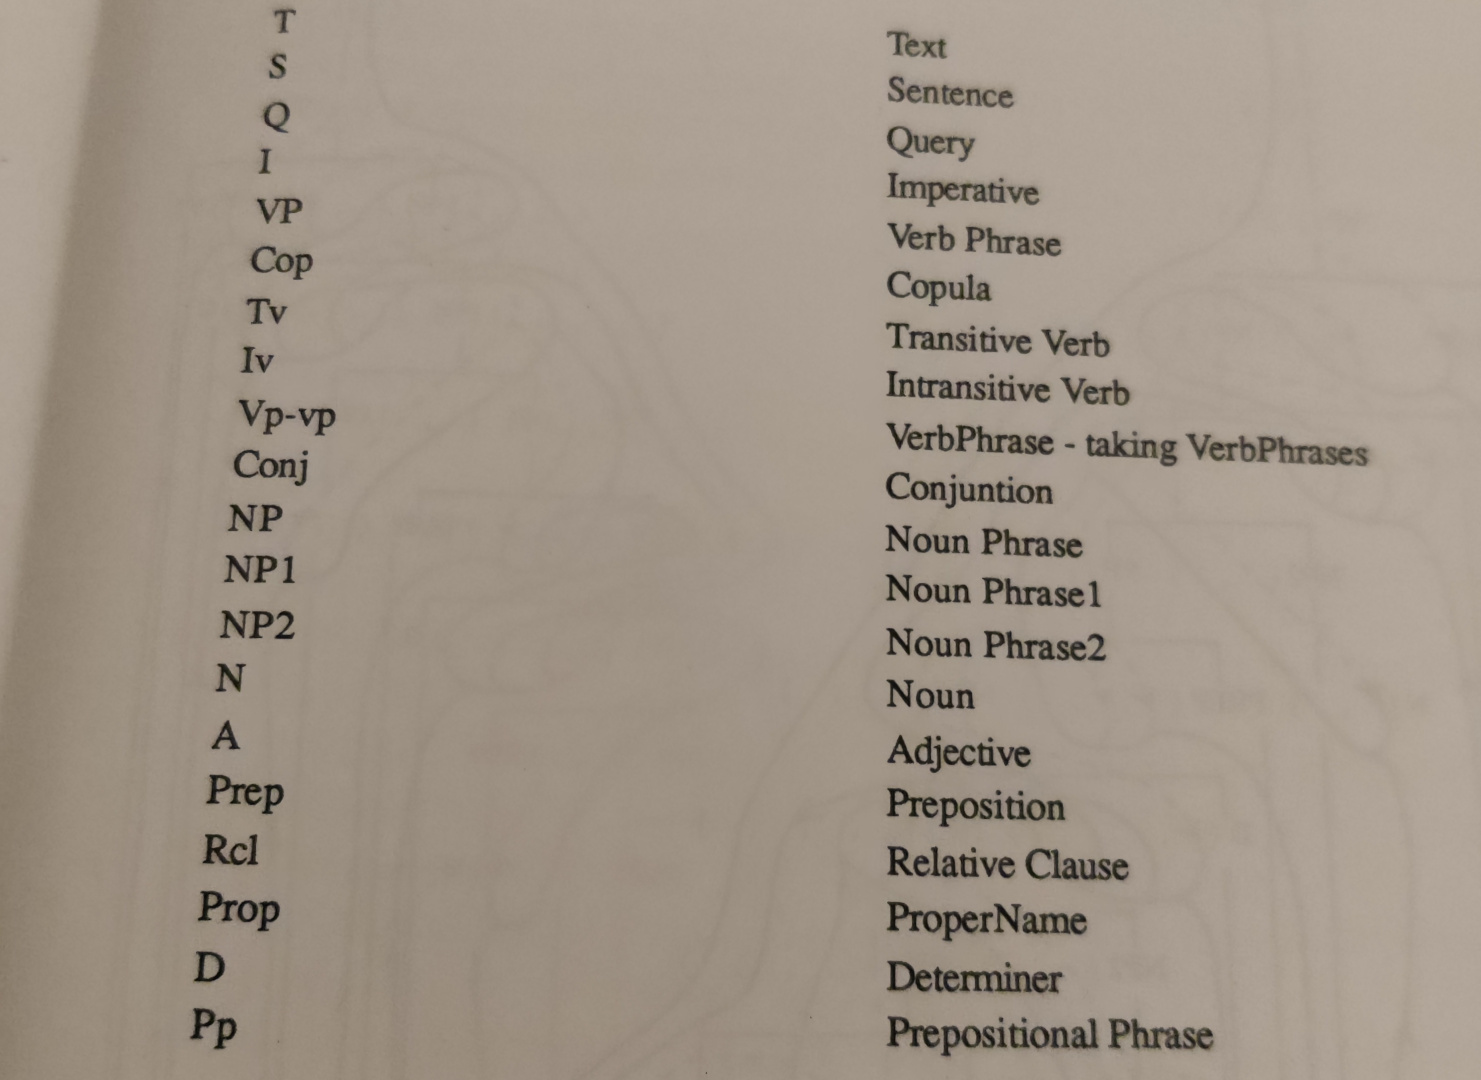 T Text
S Sentence
Q Query
I Imperative
VP Verb Phrase
Cop Copula
Tv Transitive Verb
Iv Intransitive Verb
Vp-vp VerbPhrase - taking VerbPhrases
Conj Conjuntion
NP Noun Phrase
NP1 Noun Phrase1
NP2 Noun Phrase2
N Noun
A Adjective
Prep Preposition
Rcl Relative Clause
Prop ProperName
D Determiner
Pp Prepositional Phrase